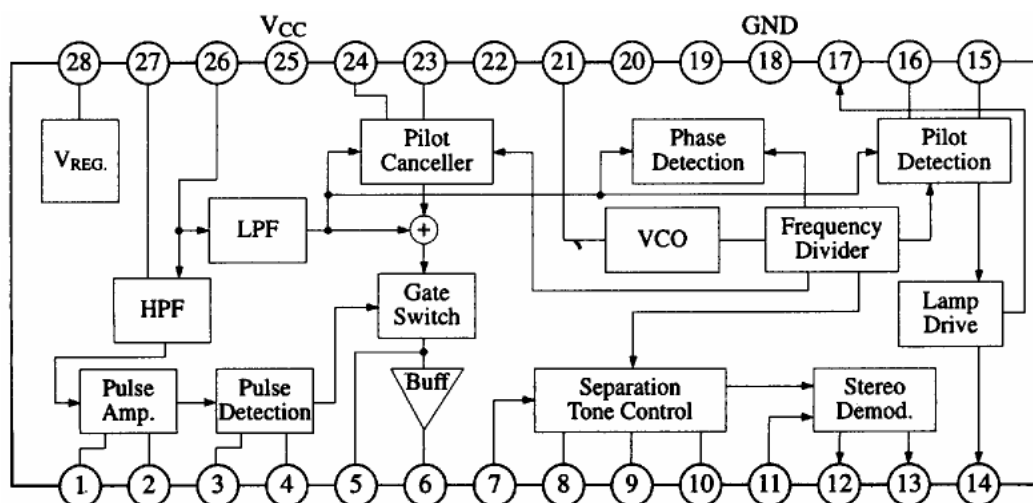 VCC GND
28 27 26 25 24 23 22 21 20 19 18 17 16 15
VREG.
Pilot
Canceller
Phase
Detection
Pilot
Detection
LPF
+
VCO
Frequency
Divider
HPF
Gate
Switch
Lamp
Drive
Pulse
Amp.
Pulse
Detection
Buff
Separation
Tone Control
Stereo
Demod.
1 2 3 4 5 6 7 8 9 10 11 12 13 14